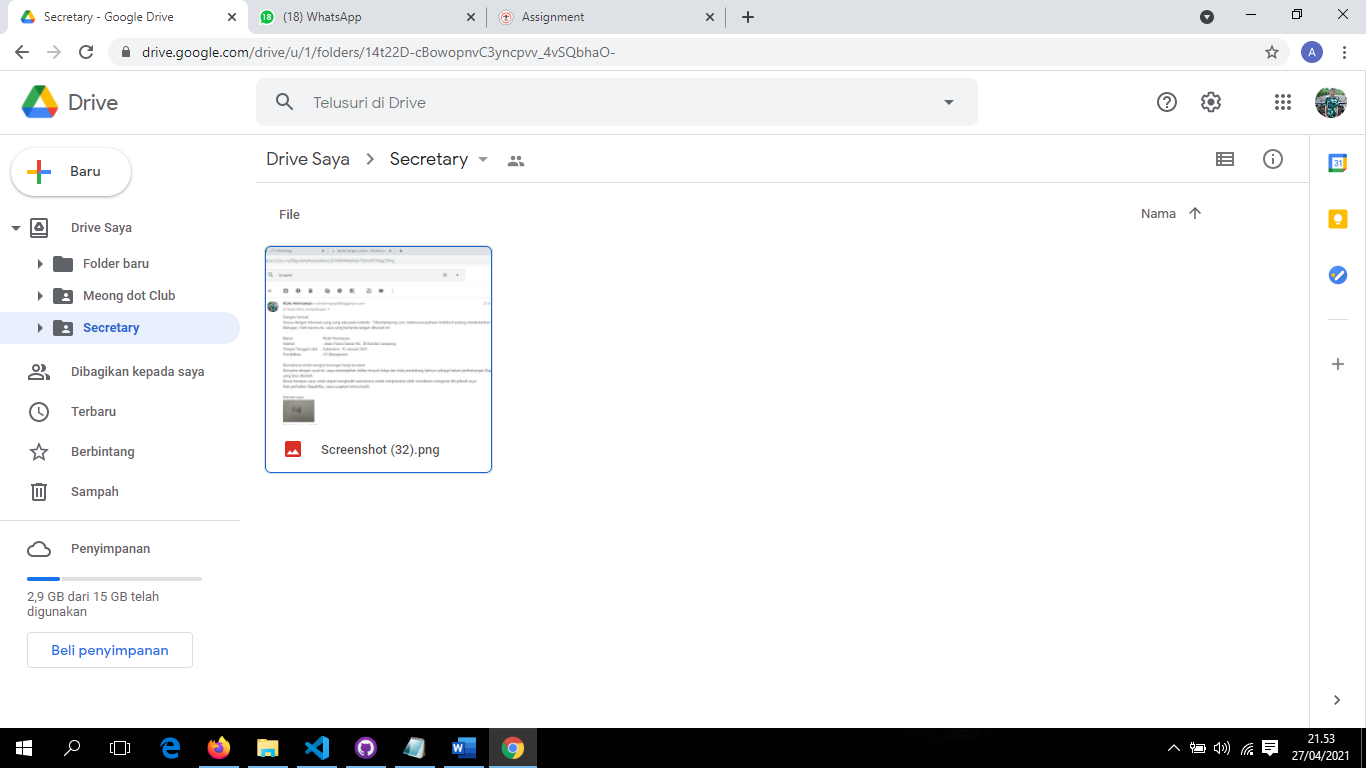 Secretary - Google Drive
(18) WhatsApp
Assignment
drive.google.com/drive/u/1/folders/14t22D-cBowopnvC3yncpvv_4vSQbhaO-
A
Drive
Telusuri di Drive
Baru
Drive Saya
Secretary
File
Nama
Drive Saya
Folder baru
Meong dot Club
Secretary
Dibagikan kepada saya
Terbaru
Berbintang
Sampah
Penyimpanan
2,9 GB dari 15 GB telah
digunakan
Beli penyimpanan
Screenshot (32).png
31
21.53
27/04/2021